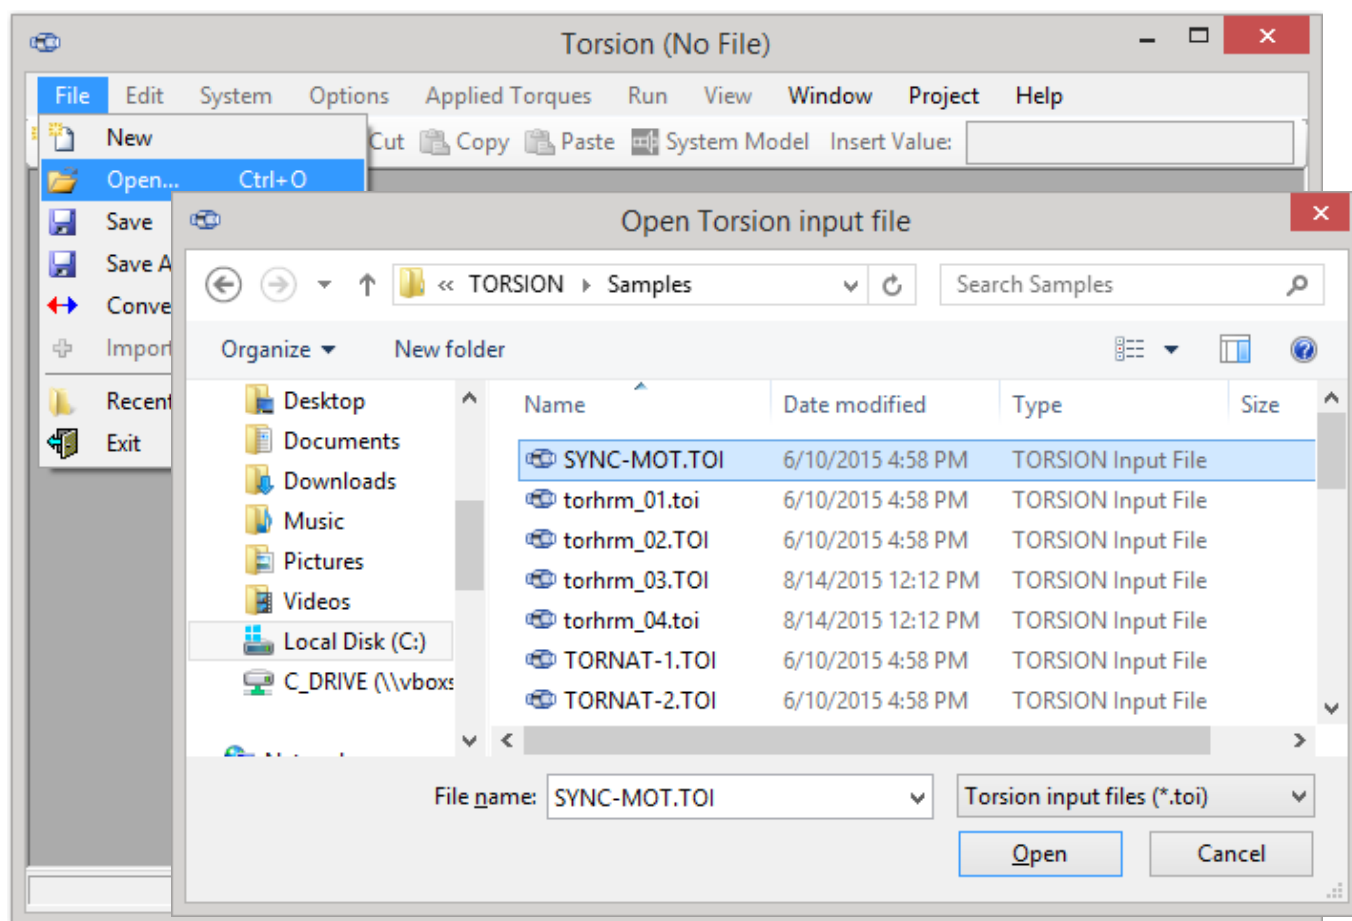 Torsion (No File)
File Edit System Options Applied Torques Run View Window Project Help
New Cut Copy Paste System Model Insert Value:
Open... Ctrl+O
Save
Open Torsion input file
Save A
« TORSION Samples Search Samples
Conve
Import
Organize New folder
Recent
Exit
Desktop
Documents
Downloads
Music
Pictures
Videos
Local Disk (C:)
C_DRIVE (\\vboxs
Name Date modified Type Size
SYNC-MOT.TOI 6/10/2015 4:58 PM TORSION Input File
torhrm_01.toi 6/10/2015 4:58 PM TORSION Input File
torhrm_02.TOI 6/10/2015 4:58 PM TORSION Input File
torhrm_03.TOI 8/14/2015 12:12 PM TORSION Input File
torhrm_04.toi 8/14/2015 12:12 PM TORSION Input File
TORNAT-1.TOI 6/10/2015 4:58 PM TORSION Input File
TORNAT-2.TOI 6/10/2015 4:58 PM TORSION Input File
File name: SYNC-MOT.TOI Torsion input files (*.toi)
Open Cancel